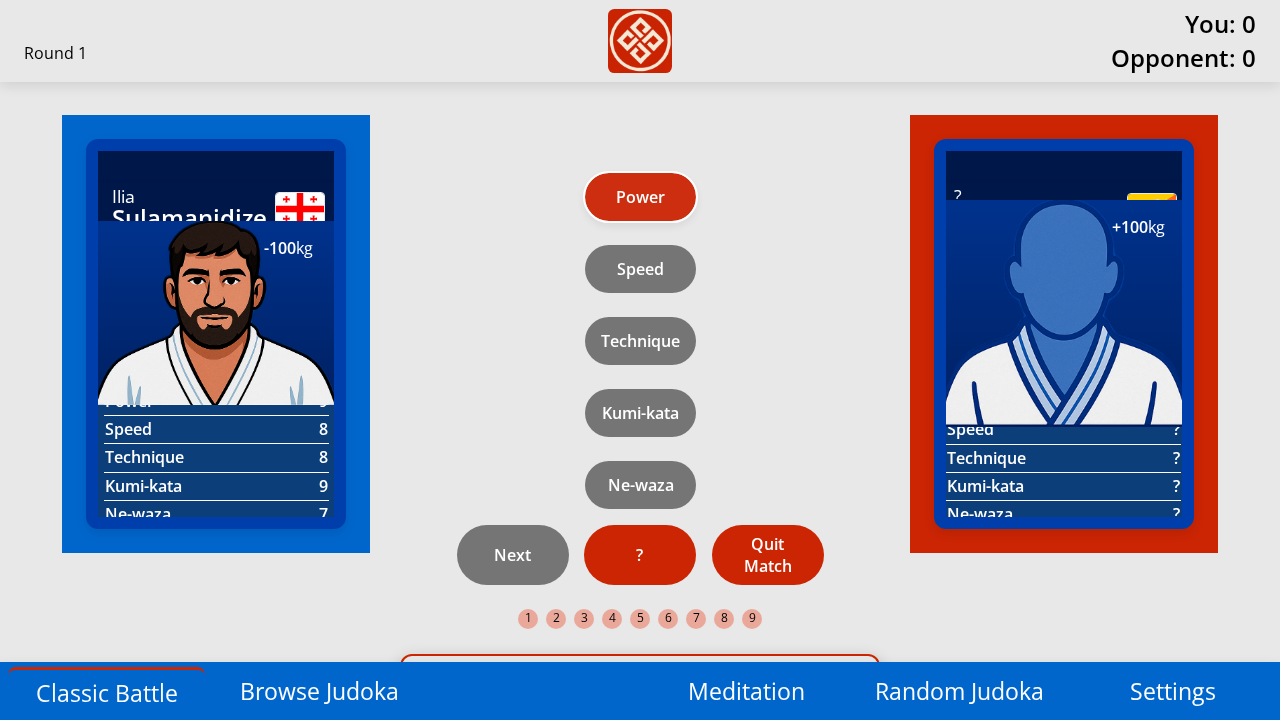 Round 1
You: 0
Opponent: 0
Ilia
Sulamanidize
-100kg
Speed 8
Technique 8
Kumi-kata 9
Ne-waza 7
Power
Speed
Technique
Kumi-kata
Ne-waza
Next
?
Quit
Match
1 2 3 4 5 6 7 8 9
?
+100kg
Speed ?
Technique ?
Kumi-kata ?
Ne-waza ?
Classic Battle
Browse Judoka
Meditation
Random Judoka
Settings